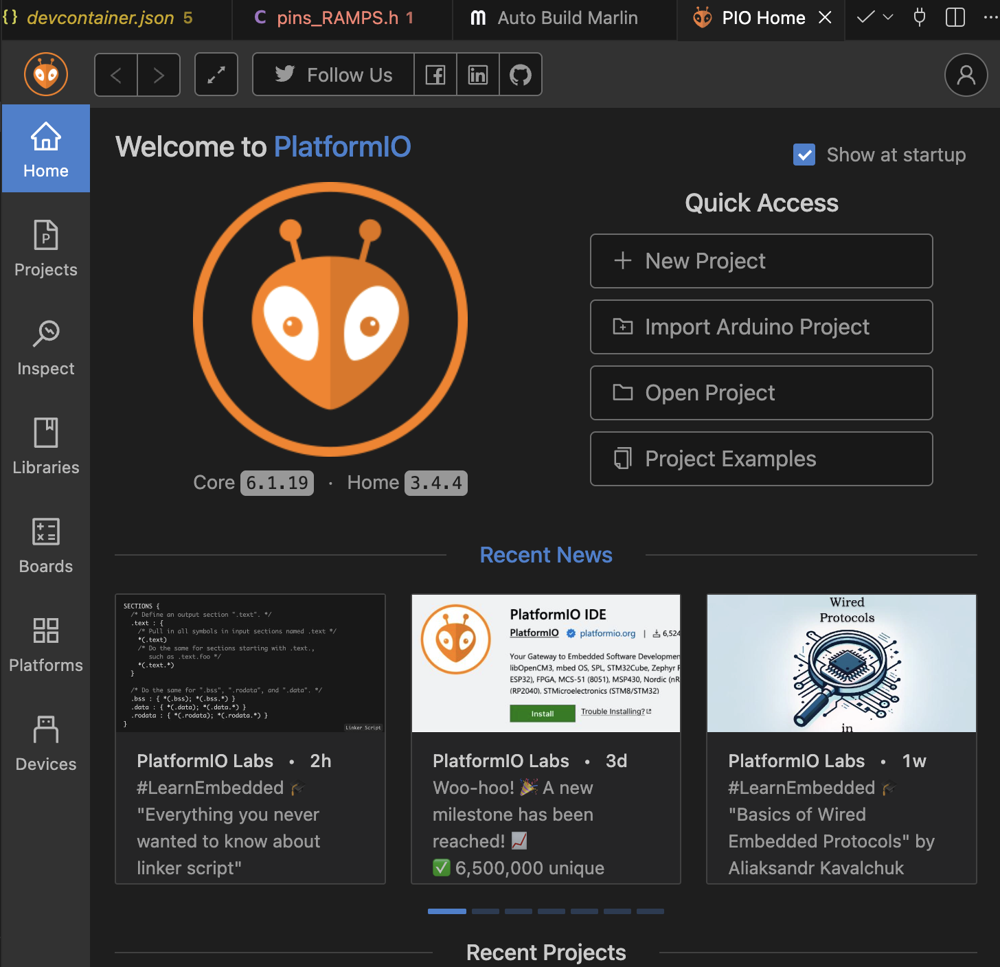 {} devcontainer.json 5
C pins_RAMPS.h 1
m Auto Build Marlin
PIO Home
Follow Us
Home
Projects
Inspect
Libraries
Boards
Platforms
Devices
Welcome to PlatformIO
Show at startup
Core 6.1.19 · Home 3.4.4
Quick Access
New Project
Import Arduino Project
Open Project
Project Examples
Recent News
SECTIONS {
/* Define an output section ".text". */
.text : {
/* Pull in all symbols in input sections named .text */
*(.text)
/* Do the same for sections starting with .text.,
such as .text.foo */
*(.text.*)
}
/* Do the same for ".bss", ".rodata", and ".data". */
.bss : { *(.bss); *(.bss.*) }
.data : { *(.data); *(.data.*) }
.rodata : { *(.rodata); *(.rodata.*) }
}
Linker Script
PlatformIO Labs • 2h
#LearnEmbedded 🎓
"Everything you never
wanted to know about
linker script"
PlatformIO IDE
PlatformIO platformio.org | 6,524
Your Gateway to Embedded Software Developmen
libOpenCM3, mbed OS, SPL, STM32Cube, Zephyr R
ESP32), FPGA, MCS-51 (8051), MSP430, Nordic (nR
(RP2040), STMicroelectronics (STM8/STM32)
Install
Trouble Installing?
PlatformIO Labs • 3d
Woo-hoo! 🎉 A new
milestone has been
reached! 📈
✅ 6,500,000 unique
Wired
Protocols
in
PlatformIO Labs • 1w
#LearnEmbedded 🎓
"Basics of Wired
Embedded Protocols" by
Aliaksandr Kavalchuk
Recent Projects